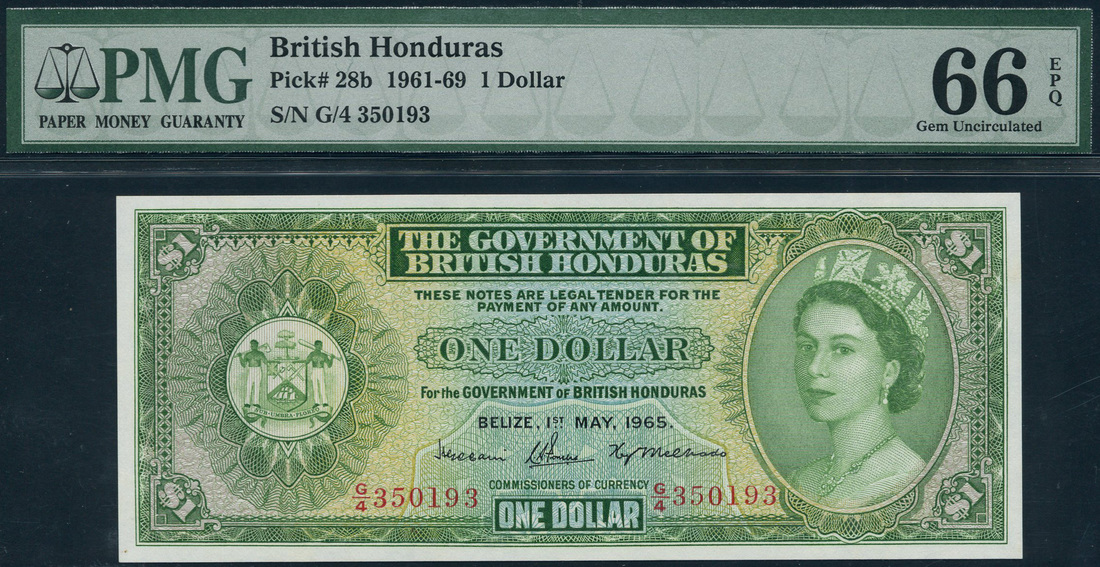 PMG
PAPER MONEY GUARANTY
British Honduras
Pick# 28b 1961-69 1 Dollar
S/N G/4 350193
66
EPQ
Gem Uncirculated
$1
$1
THE GOVERNMENT OF
BRITISH HONDURAS
THESE NOTES ARE LEGAL TENDER FOR THE
PAYMENT OF ANY AMOUNT.
ONE DOLLAR
For the GOVERNMENT OF BRITISH HONDURAS
BELIZE, 1ST MAY, 1965.
SUB·UMBRA·FLOREO
COMMISSIONERS OF CURRENCY
G/4 350193
G/4 350193
ONE DOLLAR
$1
$1